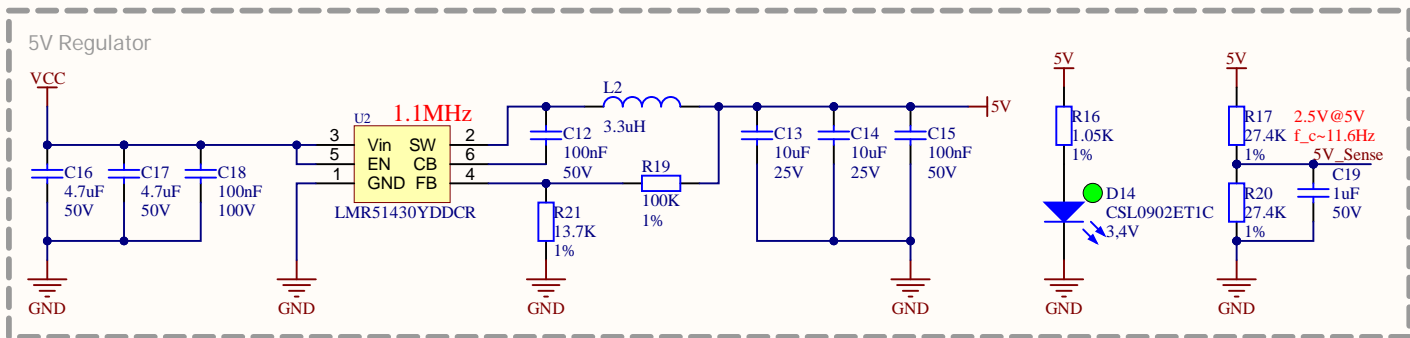 5V Regulator
VCC
C16
4.7uF
50V
C17
4.7uF
50V
C18
100nF
100V
GND
U2
1.1MHz
3
Vin
SW
2
5
EN
CB
6
1
GND
FB
4
LMR51430YDDCR
GND
C12
100nF
50V
L2
3.3uH
R19
100K
1%
R21
13.7K
1%
GND
C13
10uF
25V
C14
10uF
25V
C15
100nF
50V
5V
GND
5V
R16
1.05K
1%
D14
CSL0902ET1C
3,4V
GND
5V
R17
27.4K
1%
2.5V@5V
f_c~11.6Hz
5V_Sense
R20
27.4K
1%
C19
1uF
50V
GND